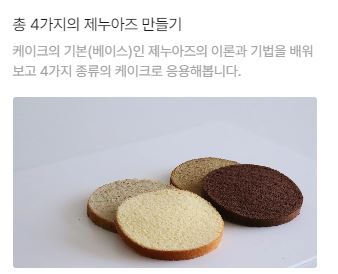 총 4가지의 제누아즈 만들기
케이크의 기본(베이스)인 제누아즈의 이론과 기법을 배워
보고 4가지 종류의 케이크로 응용해봅니다.